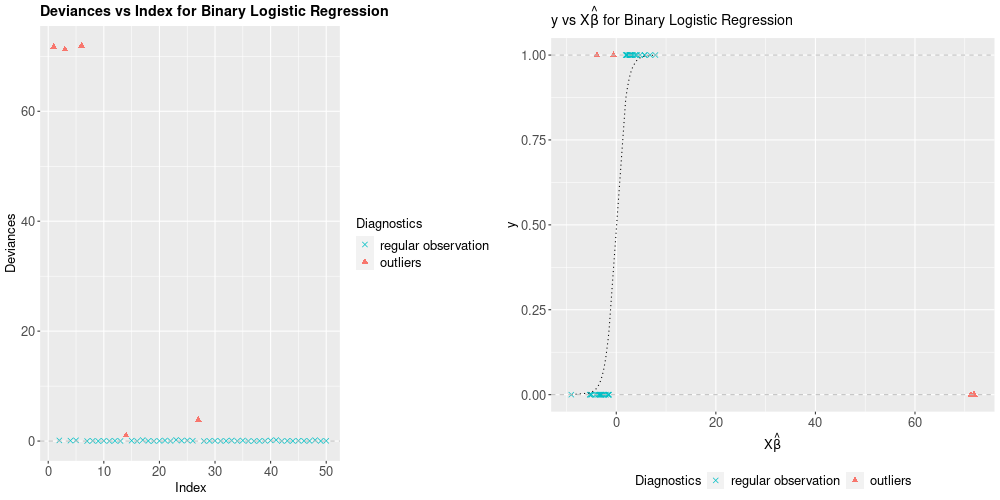 Deviances vs Index for Binary Logistic Regression
Deviances
60
40
20
0
0 10 20 30 40 50
Index
Diagnostics
regular observation
outliers
y vs Xβ̂ for Binary Logistic Regression
y
1.00
0.75
0.50
0.25
0.00
0 20 40 60
Xβ̂
Diagnostics regular observation outliers